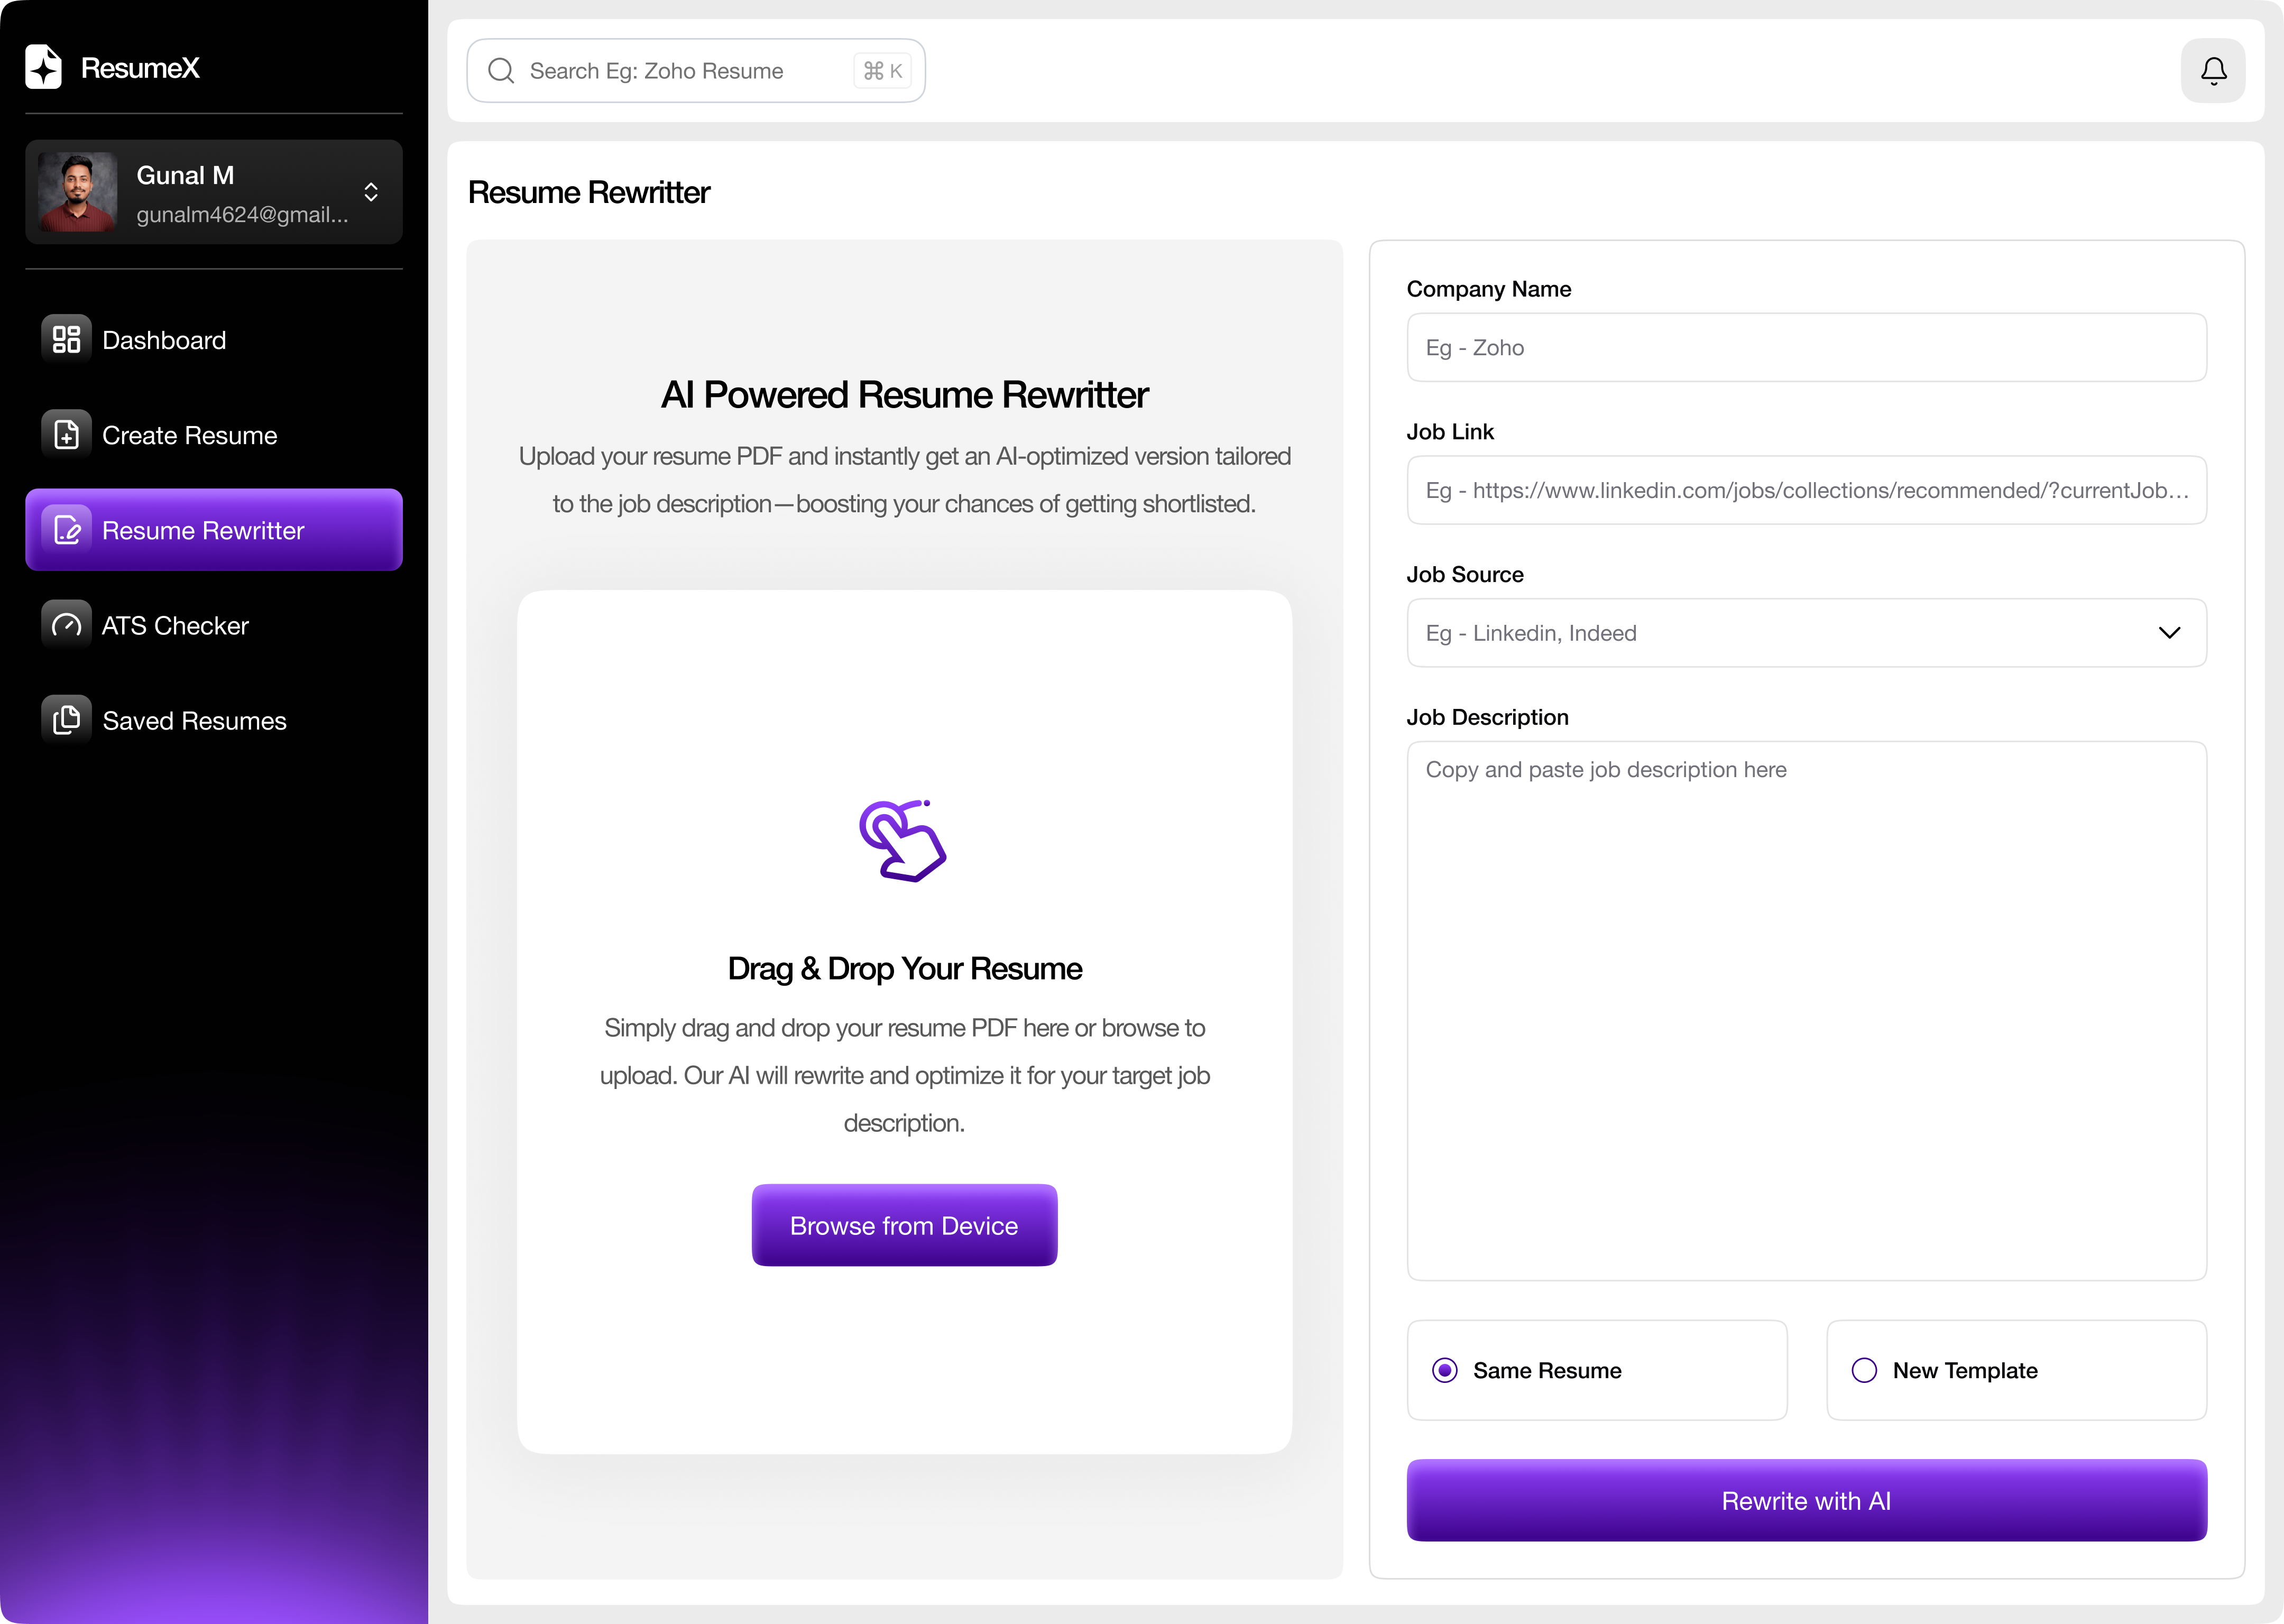 ResumeX
Gunal M
gunalm4624@gmail...
Dashboard
Create Resume
Resume Rewritter
ATS Checker
Saved Resumes
Search Eg: Zoho Resume
⌘ K
Resume Rewritter
AI Powered Resume Rewritter
Upload your resume PDF and instantly get an AI-optimized version tailored
to the job description—boosting your chances of getting shortlisted.
Drag & Drop Your Resume
Simply drag and drop your resume PDF here or browse to
upload. Our AI will rewrite and optimize it for your target job
description.
Browse from Device
Company Name
Eg - Zoho
Job Link
Eg - https://www.linkedin.com/jobs/collections/recommended/?currentJob...
Job Source
Eg - Linkedin, Indeed
Job Description
Copy and paste job description here
Same Resume
New Template
Rewrite with AI